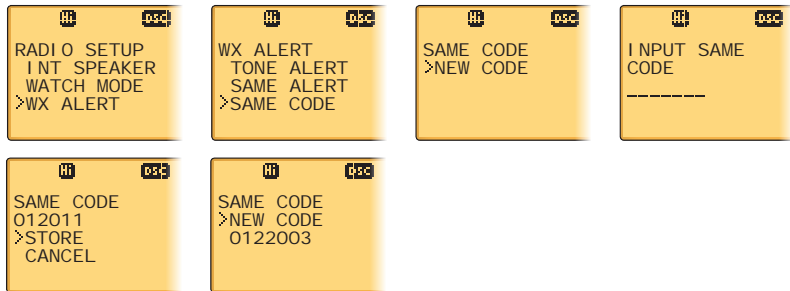 Hi DSC
RADIO SETUP
INT SPEAKER
WATCH MODE
>WX ALERT
Hi DSC
WX ALERT
TONE ALERT
SAME ALERT
>SAME CODE
Hi DSC
SAME CODE
>NEW CODE
Hi DSC
INPUT SAME
CODE
_______
Hi DSC
SAME CODE
012011
>STORE
CANCEL
Hi DSC
SAME CODE
>NEW CODE
0122003